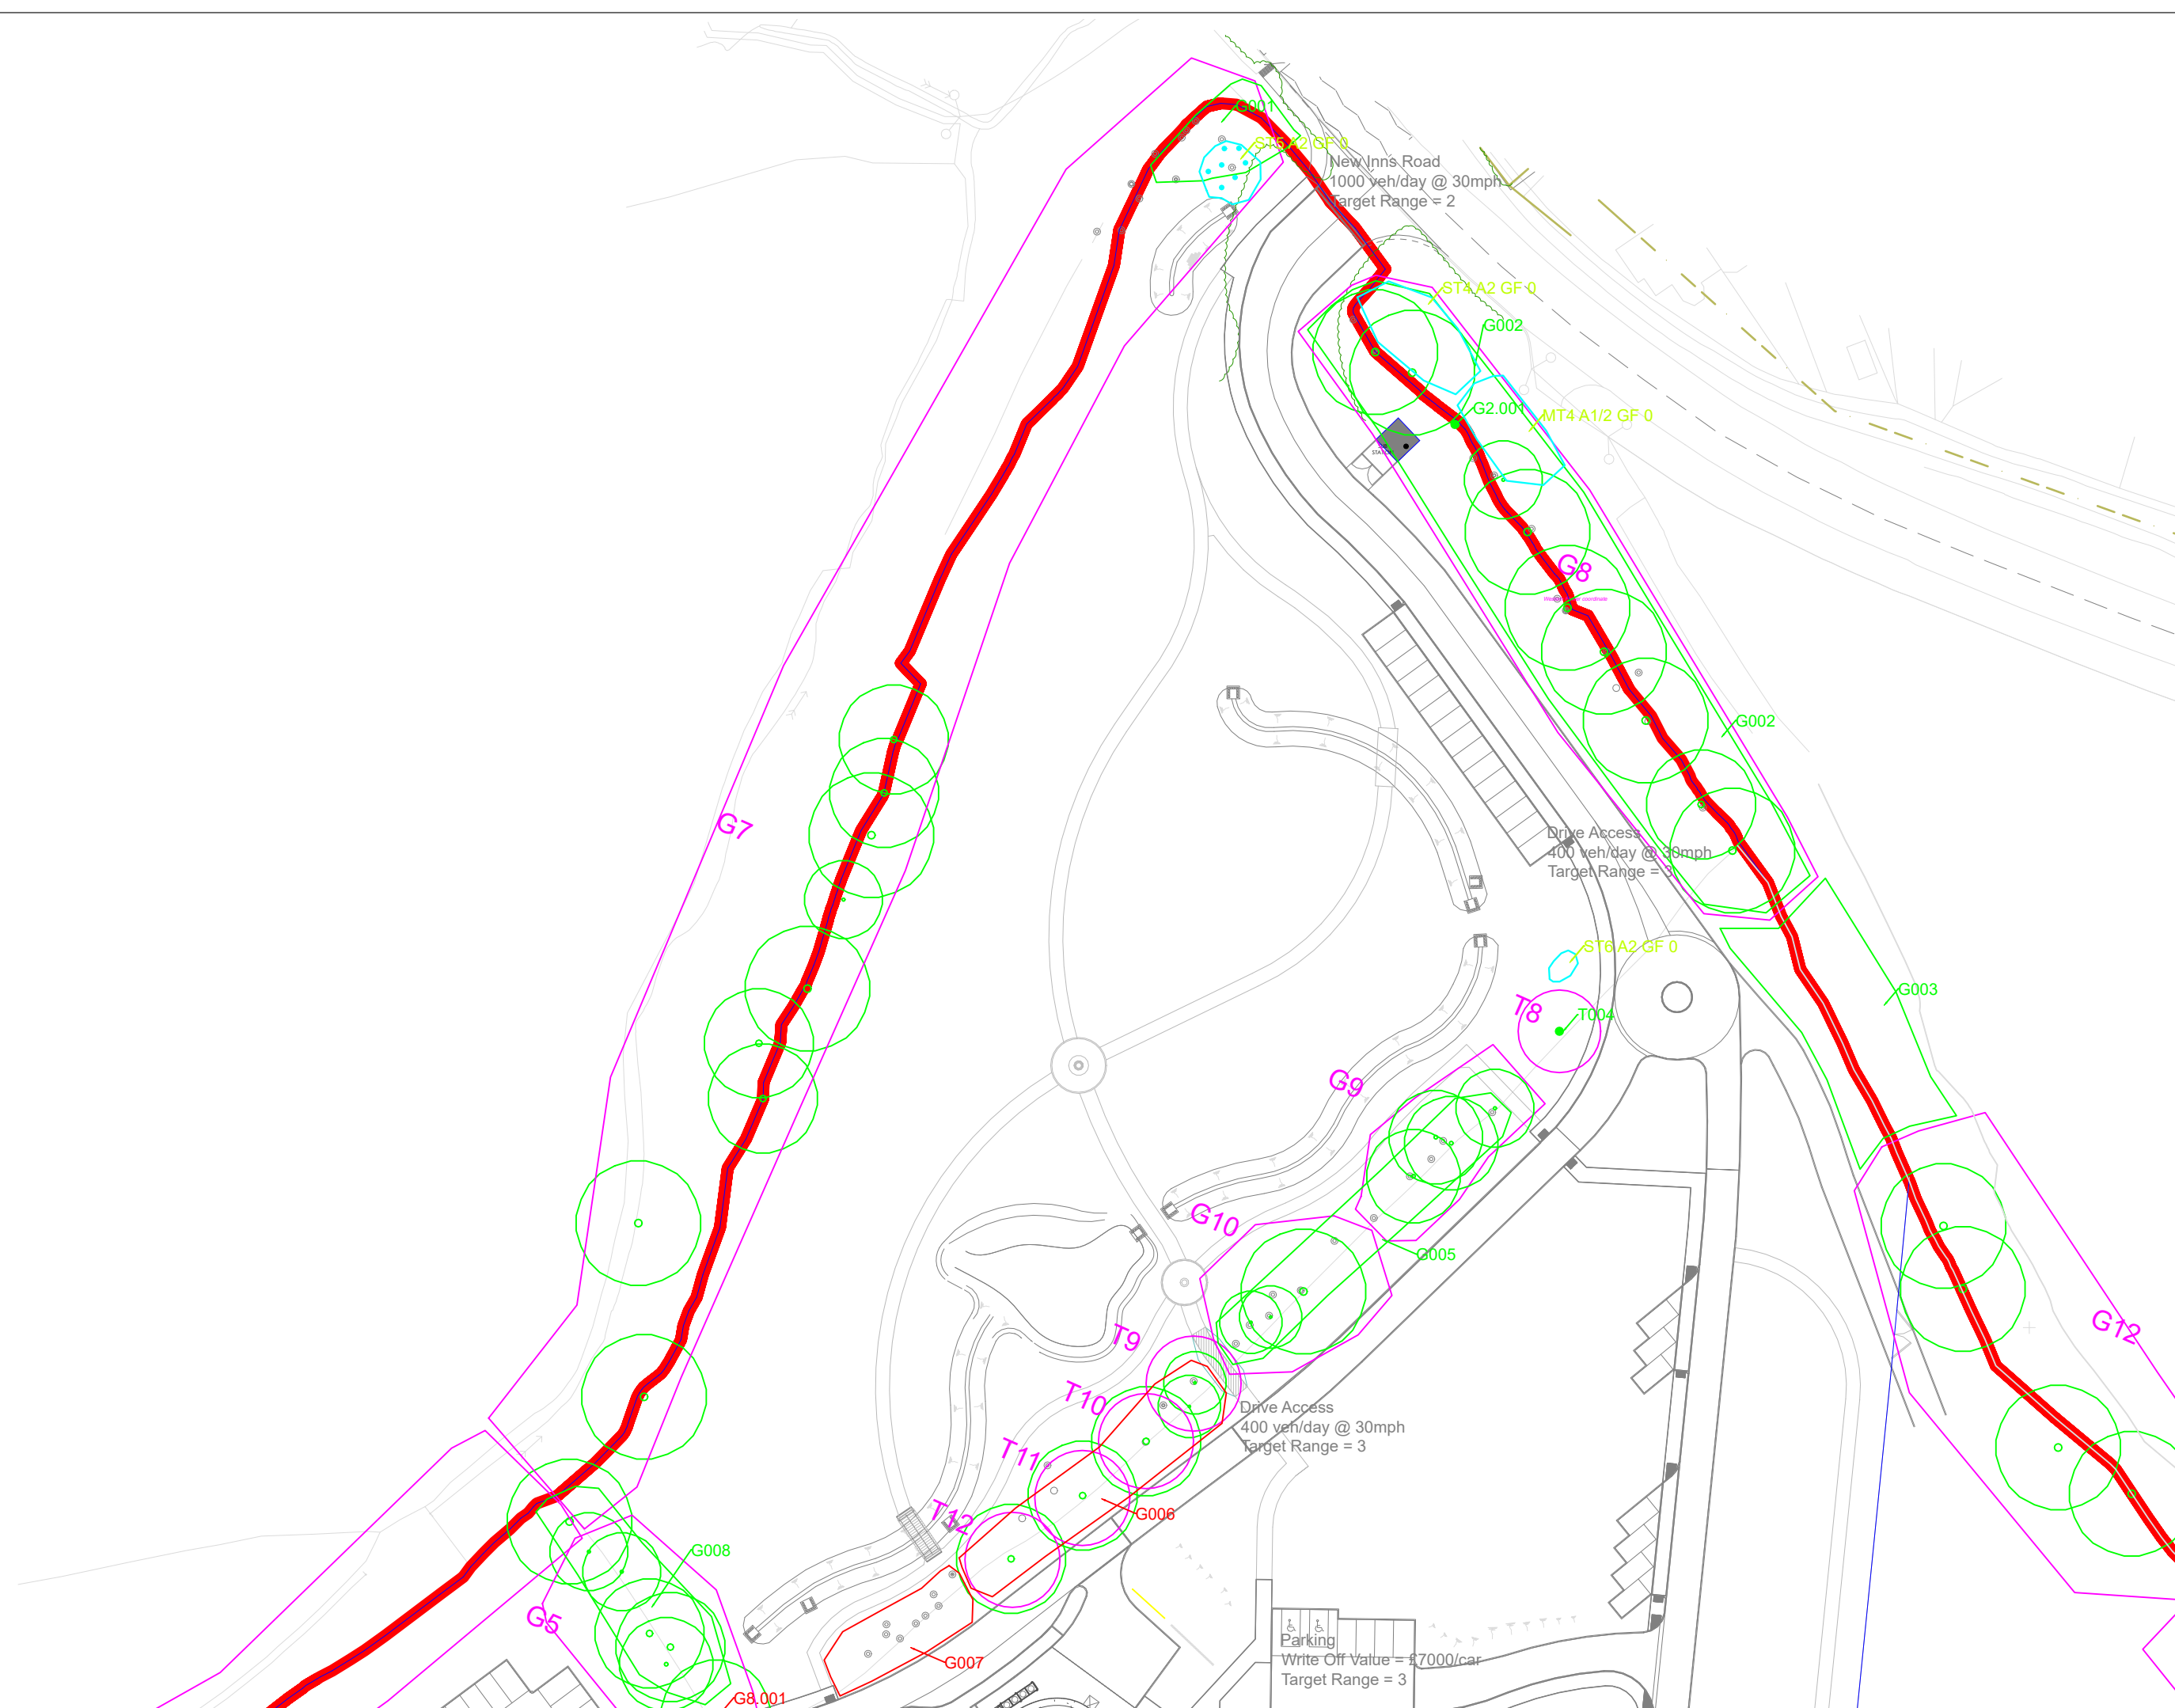 G001
ST5 A2 GF 0
New Inns Road
1000 veh/day @ 30mph
Target Range = 2
ST4 A2 GF 0
G002
G2.001
MT4 A1/2 GF 0
G8
G002
G7
Drive Access
400 veh/day @ 30mph
Target Range = 3
ST6 A2 GF 0
G003
T8
T004
G9
G10
G005
T9
G12
T10
Drive Access
400 veh/day @ 30mph
Target Range = 3
T11
G006
T12
G008
G5
Parking
Write Off Value = £7000/car
Target Range = 3
G007
G8.001